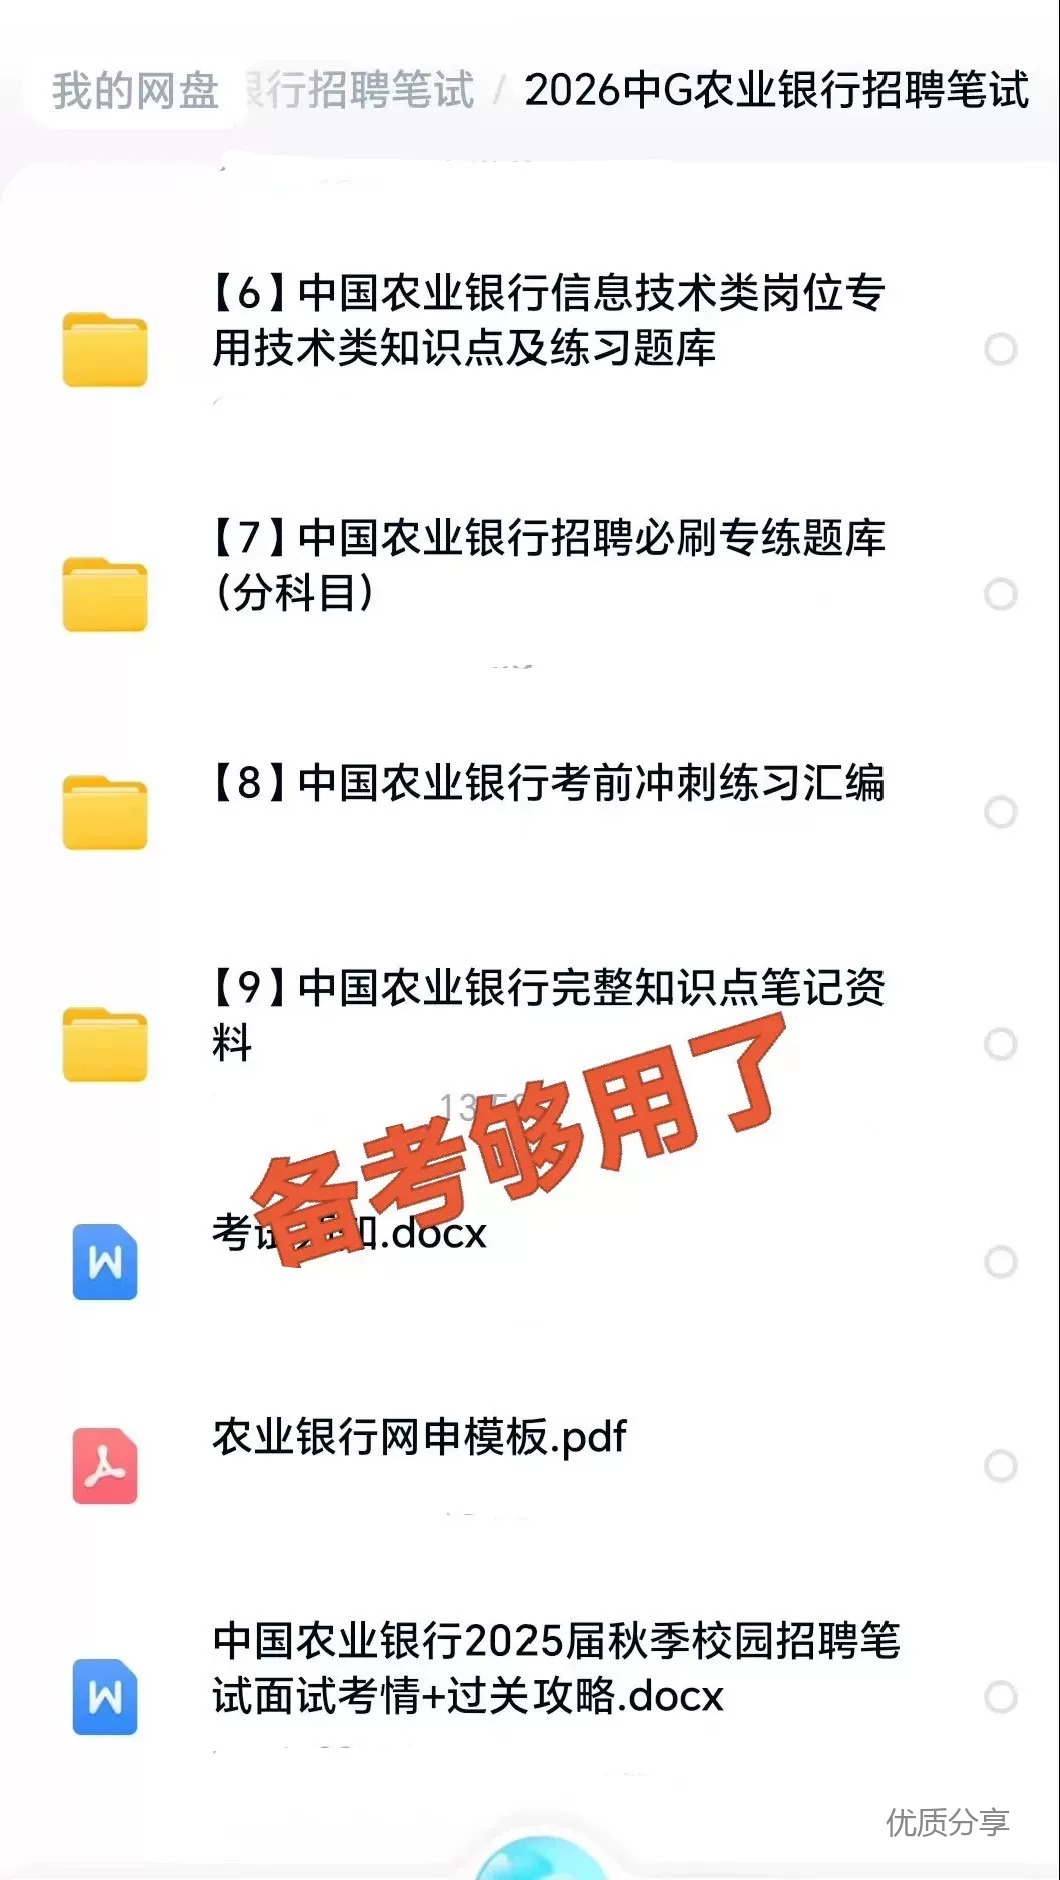 我的网盘 行招聘笔试 / 2026中G农业银行招聘笔试
【6】中国农业银行信息技术类岗位专
用技术类知识点及练习题库
【7】中国农业银行招聘必刷专练题库
(分科目)
【8】中国农业银行考前冲刺练习汇编
【9】中国农业银行完整知识点笔记资
料
备考够用了
.docx
农业银行网申模板.pdf
中国农业银行2025届秋季校园招聘笔
试面试考情+过关攻略.docx
优质分享